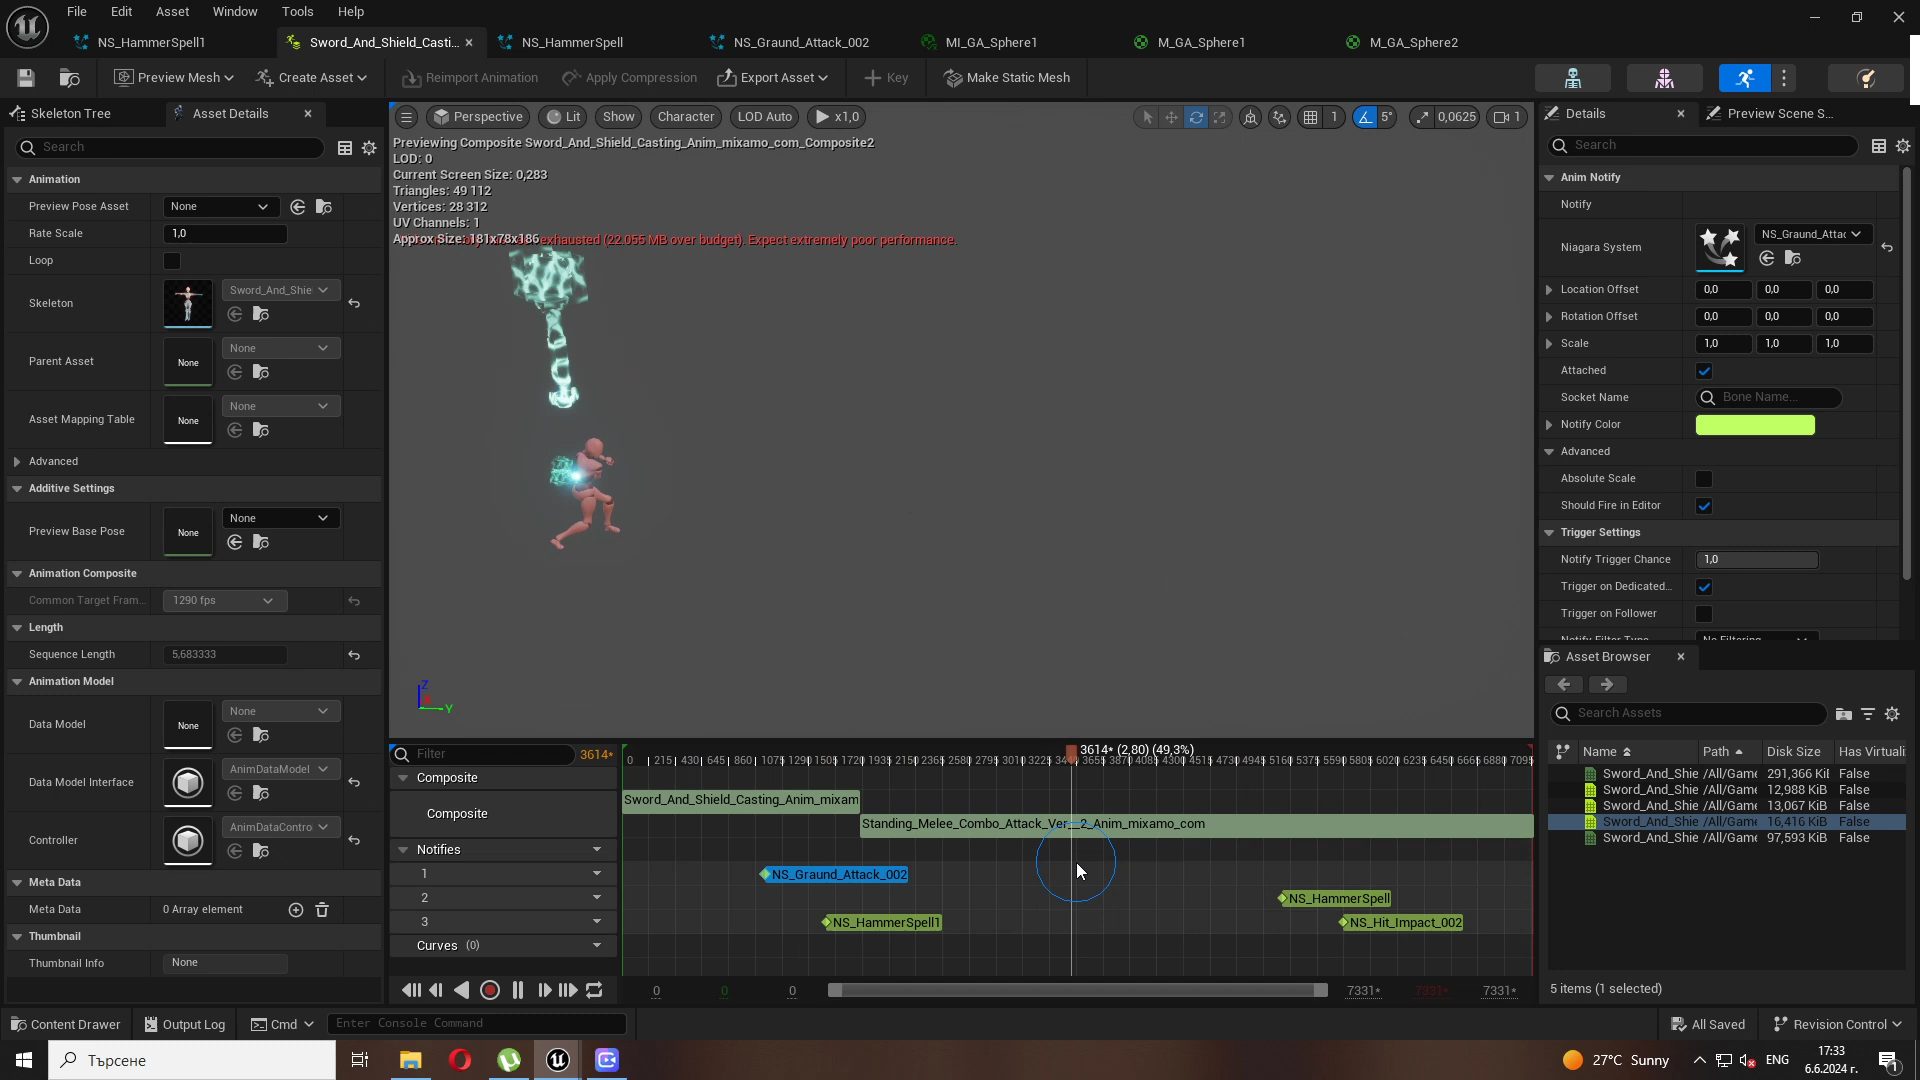 File Edit Asset Window Tools Help
NS_HammerSpell1
Sword_And_Shield_Casti...
NS_HammerSpell
NS_Graund_Attack_002
MI_GA_Sphere1
M_GA_Sphere1
M_GA_Sphere2
Preview Mesh
Create Asset
Reimport Animation
Apply Compression
Export Asset
Key
Make Static Mesh
Skeleton Tree
Asset Details
Search
Animation
Preview Pose Asset None
Rate Scale 1,0
Loop
Skeleton Sword_And_Shie
Parent Asset None None
Asset Mapping Table None None
Advanced
Additive Settings
Preview Base Pose None None
Animation Composite
Common Target Fram... 1290 fps
Length
Sequence Length 5,683333
Animation Model
Data Model None None
Data Model Interface AnimDataModel
Controller AnimDataContro
Meta Data
Meta Data 0 Array element
Thumbnail
Thumbnail Info None
Perspective Lit Show Character LOD Auto x1,0
1 5° 0,0625 1
Previewing Composite Sword_And_Shield_Casting_Anim_mixamo_com_Composite2
LOD: 0
Current Screen Size: 0,283
Triangles: 49 112
Vertices: 28 312
UV Channels: 1
Approx Size: 181x78x186
exhausted (22.055 MB over budget). Expect extremely poor performance.
Z
Y
Filter 3614*
3614* (2,80) (49,3%)
0 215 430 645 860 1075 1290 1505 1720 1935 2150 2365 2580 2795 3010 3225 3655 3870 4085 4300 4515 4730 4945 5160 5375 5590 5805 6020 6235 6450 6665 6880 7095
Composite
Composite
Sword_And_Shield_Casting_Anim_mixam
Standing_Melee_Combo_Attack_Ver__2_Anim_mixamo_com
Notifies
1 NS_Graund_Attack_002
2 NS_HammerSpell
3 NS_HammerSpell1 NS_Hit_Impact_002
Curves (0)
0 0 0 7331* 7331* 7331*
Details
Preview Scene S...
Search
Anim Notify
Notify
Niagara System NS_Graund_Attac
Location Offset 0,0 0,0 0,0
Rotation Offset 0,0 0,0 0,0
Scale 1,0 1,0 1,0
Attached
Socket Name Bone Name...
Notify Color
Advanced
Absolute Scale
Should Fire in Editor
Trigger Settings
Notify Trigger Chance 1,0
Trigger on Dedicated...
Trigger on Follower
Notify Filter Type No Filtering
Asset Browser
Search Assets
Name Path Disk Size Has Virtuali
Sword_And_Shie /All/Game 291,366 KiE False
Sword_And_Shie /All/Game 12,988 KiB False
Sword_And_Shie /All/Game 13,067 KiB False
Sword_And_Shie /All/Game 16,416 KiB False
Sword_And_Shie /All/Game 97,593 KiB False
5 items (1 selected)
Content Drawer
Output Log
Cmd
Enter Console Command
All Saved
Revision Control
Търсене
27°C Sunny
ENG
17:33
6.6.2024 г.
1